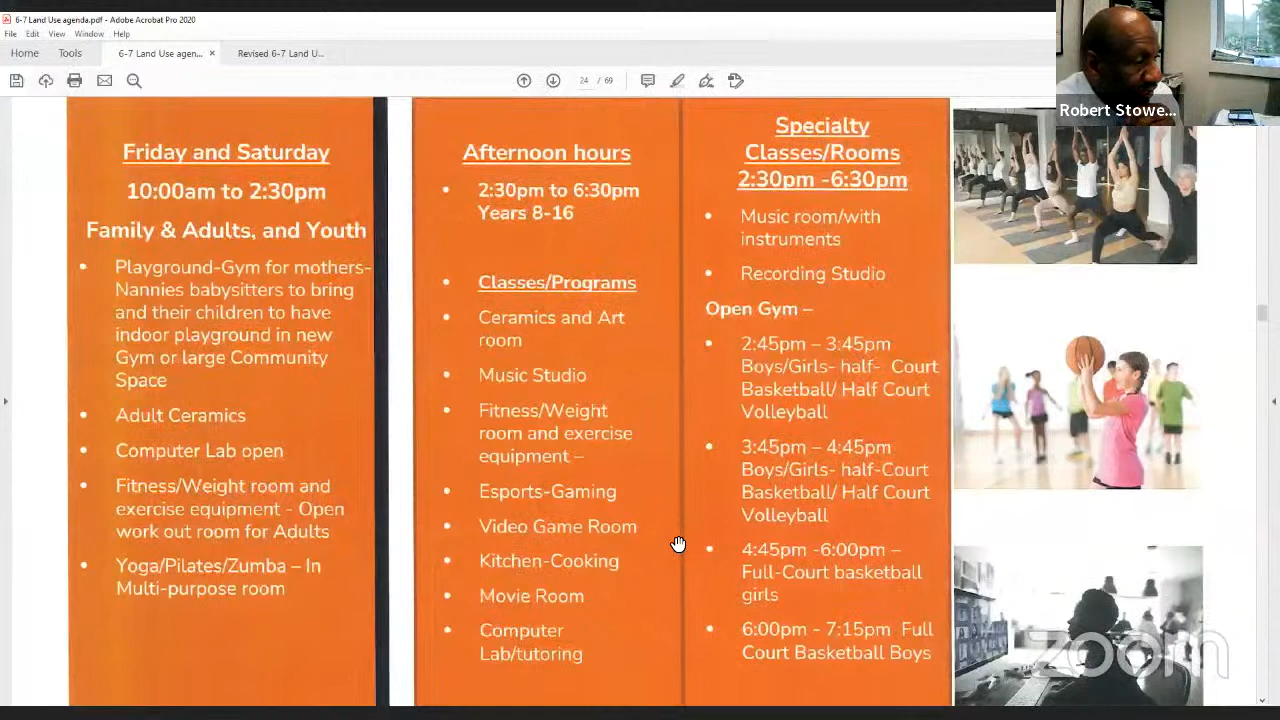 6-7 Land Use agenda.pdf - Adobe Acrobat Pro 2020
File Edit View Window Help
Home Tools 6-7 Land Use agen... × Revised 6-7 Land U...
24 / 69
Robert Stowe...
Friday and Saturday
10:00am to 2:30pm
Family & Adults, and Youth
• Playground-Gym for mothers-
Nannies babysitters to bring
and their children to have
indoor playground in new
Gym or large Community
Space
• Adult Ceramics
• Computer Lab open
• Fitness/Weight room and
exercise equipment - Open
work out room for Adults
• Yoga/Pilates/Zumba – In
Multi-purpose room
Afternoon hours
• 2:30pm to 6:30pm
Years 8-16
• Classes/Programs
• Ceramics and Art
room
• Music Studio
• Fitness/Weight
room and exercise
equipment –
• Esports-Gaming
• Video Game Room
• Kitchen-Cooking
• Movie Room
• Computer
Lab/tutoring
Specialty
Classes/Rooms
2:30pm -6:30pm
• Music room/with
instruments
• Recording Studio
Open Gym –
• 2:45pm – 3:45pm
Boys/Girls- half- Court
Basketball/ Half Court
Volleyball
• 3:45pm – 4:45pm
Boys/Girls- half-Court
Basketball/ Half Court
Volleyball
• 4:45pm -6:00pm –
Full-Court basketball
girls
• 6:00pm - 7:15pm Full
Court Basketball Boys
zoom